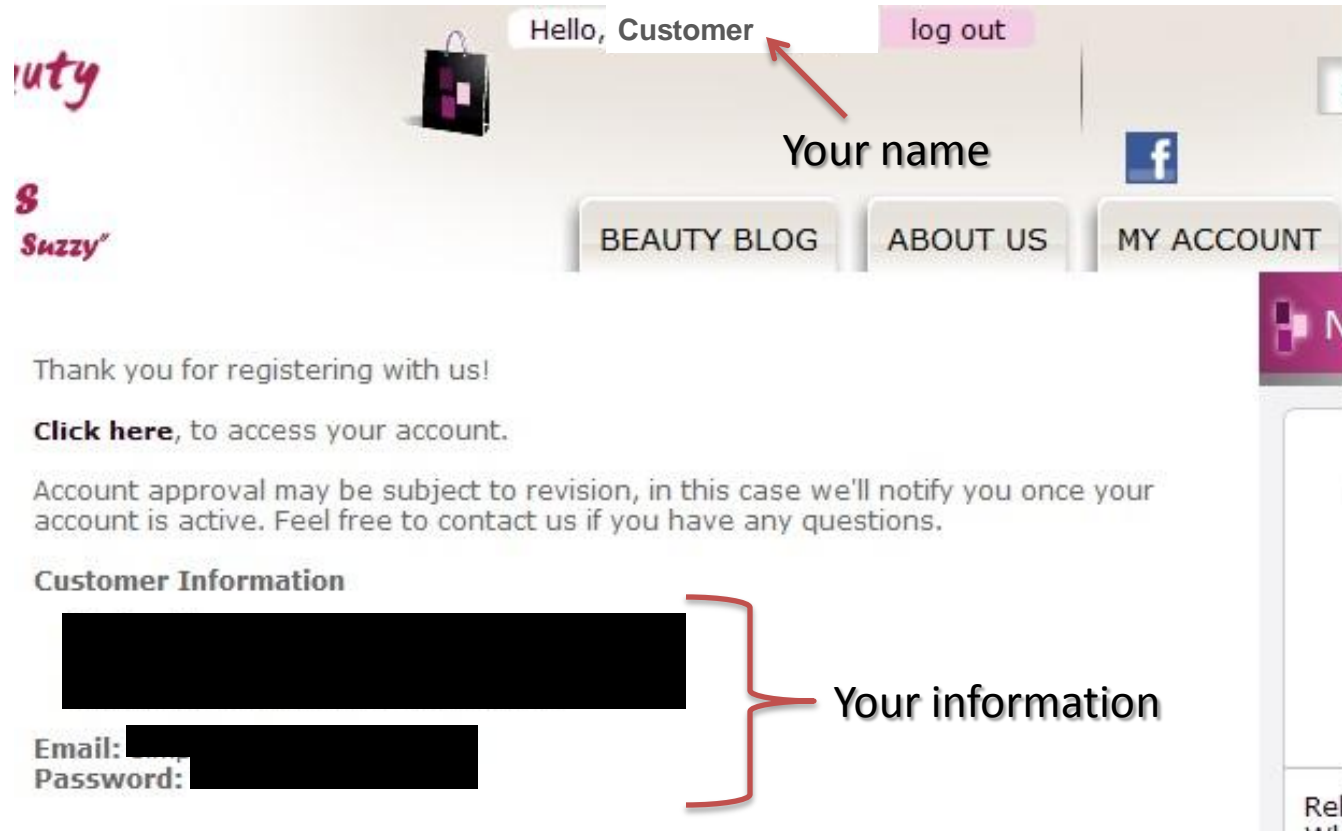 Hello, Customer
log out
Your name
f
Suzzy"
BEAUTY BLOG
ABOUT US
MY ACCOUNT
Thank you for registering with us!
Click here, to access your account.
Account approval may be subject to revision, in this case we'll notify you once your
account is active. Feel free to contact us if you have any questions.
Customer Information
Your information
Email:
Password: